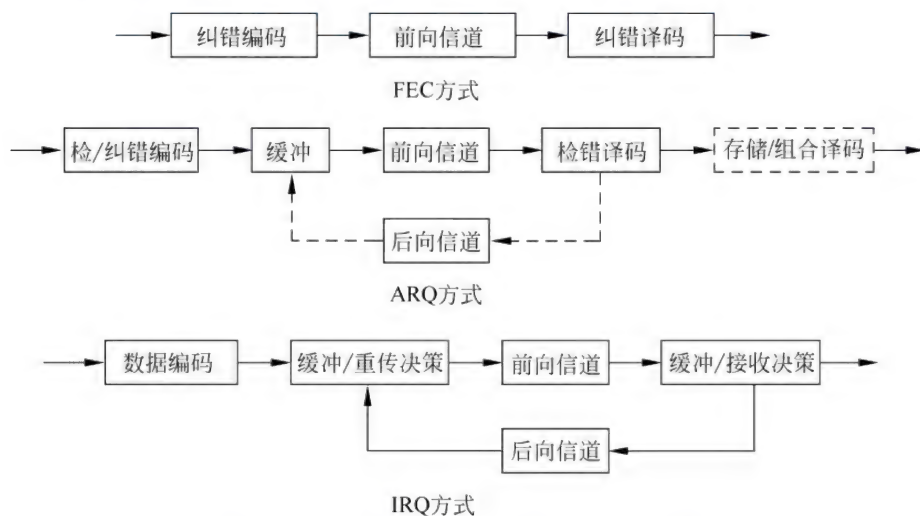 纠错编码 前向信道 纠错译码
FEC方式
检/纠错编码 缓冲 前向信道 检错译码 存储/组合译码
后向信道
ARQ方式
数据编码 缓冲/重传决策 前向信道 缓冲/接收决策
后向信道
IRQ方式